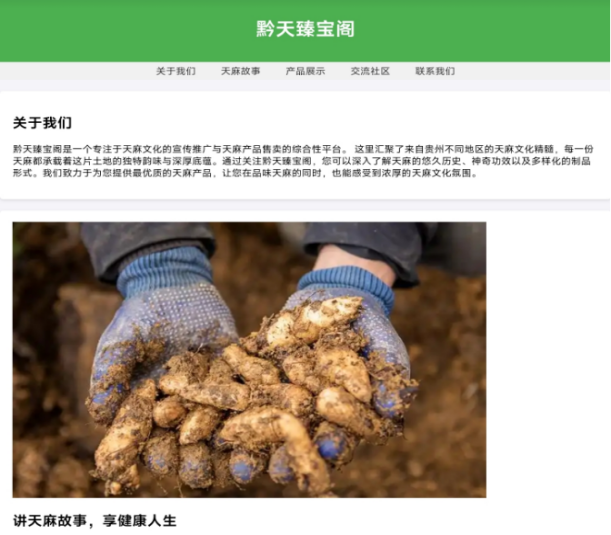 黔天臻宝阁
关于我们 天麻故事 产品展示 交流社区 联系我们
关于我们
黔天臻宝阁是一个专注于天麻文化的宣传推广与天麻产品售卖的综合性平台。 这里汇聚了来自贵州不同地区的天麻文化精髓，每一份
天麻都承载着这片土地的独特韵味与深厚底蕴。通过关注黔天臻宝阁，您可以深入了解天麻的悠久历史、神奇功效以及多样化的制品
形式。我们致力于为您提供最优质的天麻产品，让您在品味天麻的同时，也能感受到浓厚的天麻文化氛围。
讲天麻故事，享健康人生